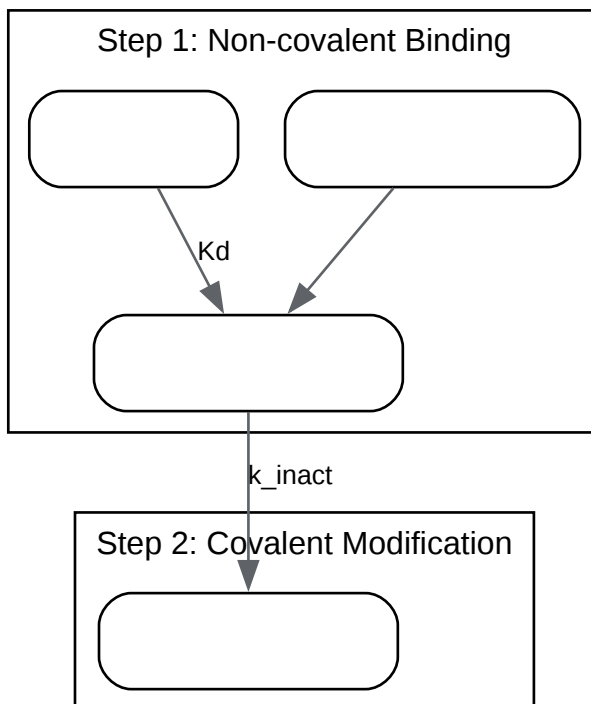 Step 1: Non-covalent Binding
Kd
k_inact
Step 2: Covalent Modification